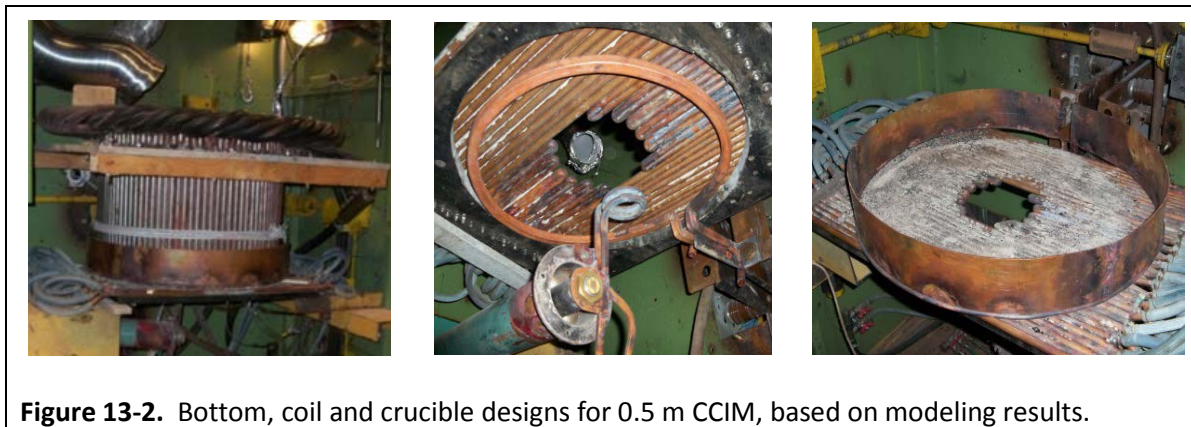 Figure 13-2. Bottom, coil and crucible designs for 0.5 m CCIM, based on modeling results.